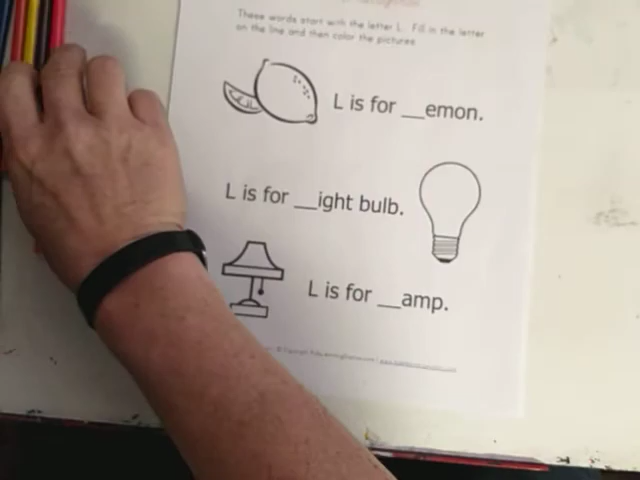 These words start with the letter L. Fill in the letter
on the line and then color the pictures.
L is for __emon.
L is for __ight bulb.
L is for __amp.